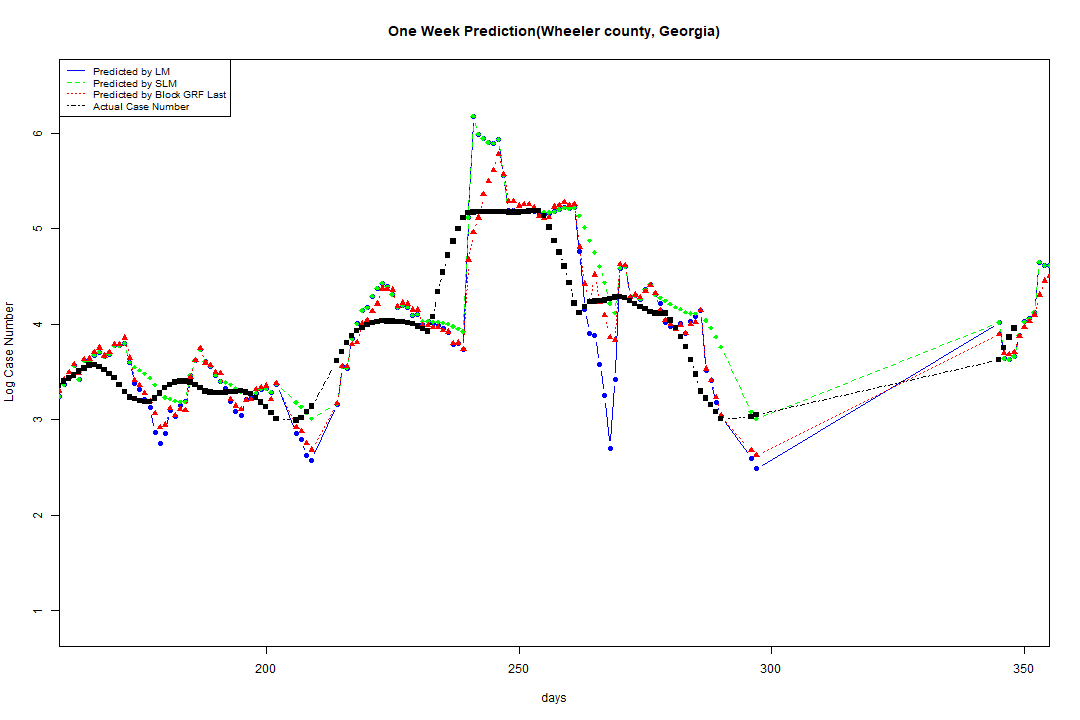 One Week Prediction(Wheeler county, Georgia)
Predicted by LM
Predicted by SLM
Predicted by Block GRF Last
Actual Case Number
6
5
4
3
2
1
Log Case Number
200 250 300 350
days